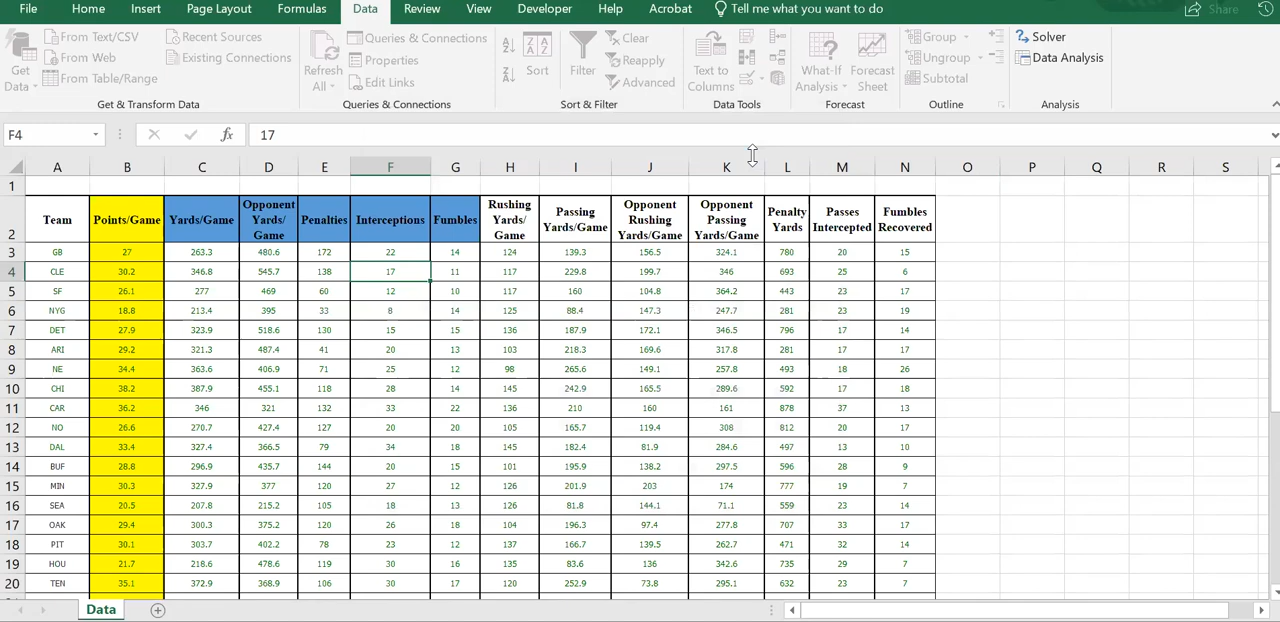 File Home Insert Page Layout Formulas Data Review View Developer Help Acrobat Tell me what you want to do Share
From Text/CSV Recent Sources Queries & Connections Clear Group Solver
From Web Existing Connections Properties Reapply Ungroup Data Analysis
From Table/Range Edit Links Advanced Subtotal
Get Data Refresh All Sort Filter Text to Columns What-If Analysis Forecast Sheet
Get & Transform Data Queries & Connections Sort & Filter Data Tools Forecast Outline Analysis
F4 fx 17
A B C D E F G H I J K L M N O P Q R S
1
2 Team Points/Game Yards/Game Opponent Yards/ Game Penalties Interceptions Fumbles Rushing Yards/ Game Passing Yards/Game Opponent Rushing Yards/Game Opponent Passing Yards/Game Penalty Yards Passes Intercepted Fumbles Recovered
3 GB 27 263.3 480.6 172 22 14 124 139.3 156.5 324.1 780 20 15
4 CLE 30.2 346.8 545.7 138 17 11 117 229.8 199.7 346 693 25 6
5 SF 26.1 277 469 60 12 10 117 160 104.8 364.2 443 23 17
6 NYG 18.8 213.4 395 33 8 14 125 88.4 147.3 247.7 281 23 19
7 DET 27.9 323.9 518.6 130 15 15 136 187.9 172.1 346.5 796 17 14
8 ARI 29.2 321.3 487.4 41 20 13 103 218.3 169.6 317.8 281 17 17
9 NE 34.4 363.6 406.9 71 25 12 98 265.6 149.1 257.8 493 18 26
10 CHI 38.2 387.9 455.1 118 28 14 145 242.9 165.5 289.6 592 17 18
11 CAR 36.2 346 321 132 33 22 136 210 160 161 878 37 13
12 NO 26.6 270.7 427.4 127 20 20 105 165.7 119.4 308 812 20 17
13 DAL 33.4 327.4 366.5 79 34 18 145 182.4 81.9 284.6 497 13 10
14 BUF 28.8 296.9 435.7 144 20 15 101 195.9 138.2 297.5 596 28 9
15 MIN 30.3 327.9 377 120 27 12 126 201.9 203 174 777 19 7
16 SEA 20.5 207.8 215.2 105 18 13 126 81.8 144.1 71.1 559 23 14
17 OAK 29.4 300.3 375.2 120 26 18 104 196.3 97.4 277.8 707 33 17
18 PIT 30.1 303.7 402.2 78 23 12 137 166.7 139.5 262.7 471 32 14
19 HOU 21.7 218.6 478.6 119 30 16 135 83.6 136 342.6 735 29 7
20 TEN 35.1 372.9 368.9 106 30 17 120 252.9 73.8 295.1 632 23 7
Data